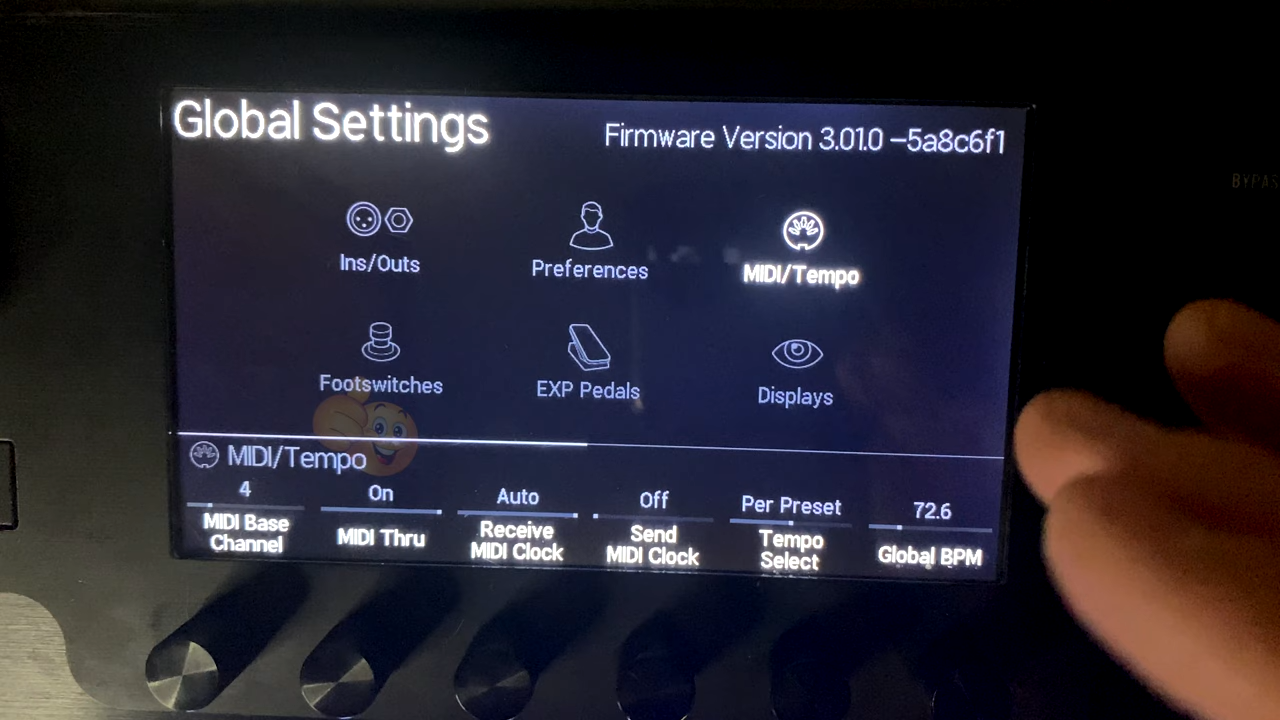 Global Settings
Firmware Version 3.01.0 –5a8c6f1
Ins/Outs
Preferences
MIDI/Tempo
Footswitches
EXP Pedals
Displays
MIDI/Tempo
4
On
Auto
Off
Per Preset
72.6
MIDI Base
Channel
MIDI Thru
Receive
MIDI Clock
Send
MIDI Clock
Tempo
Select
Global BPM